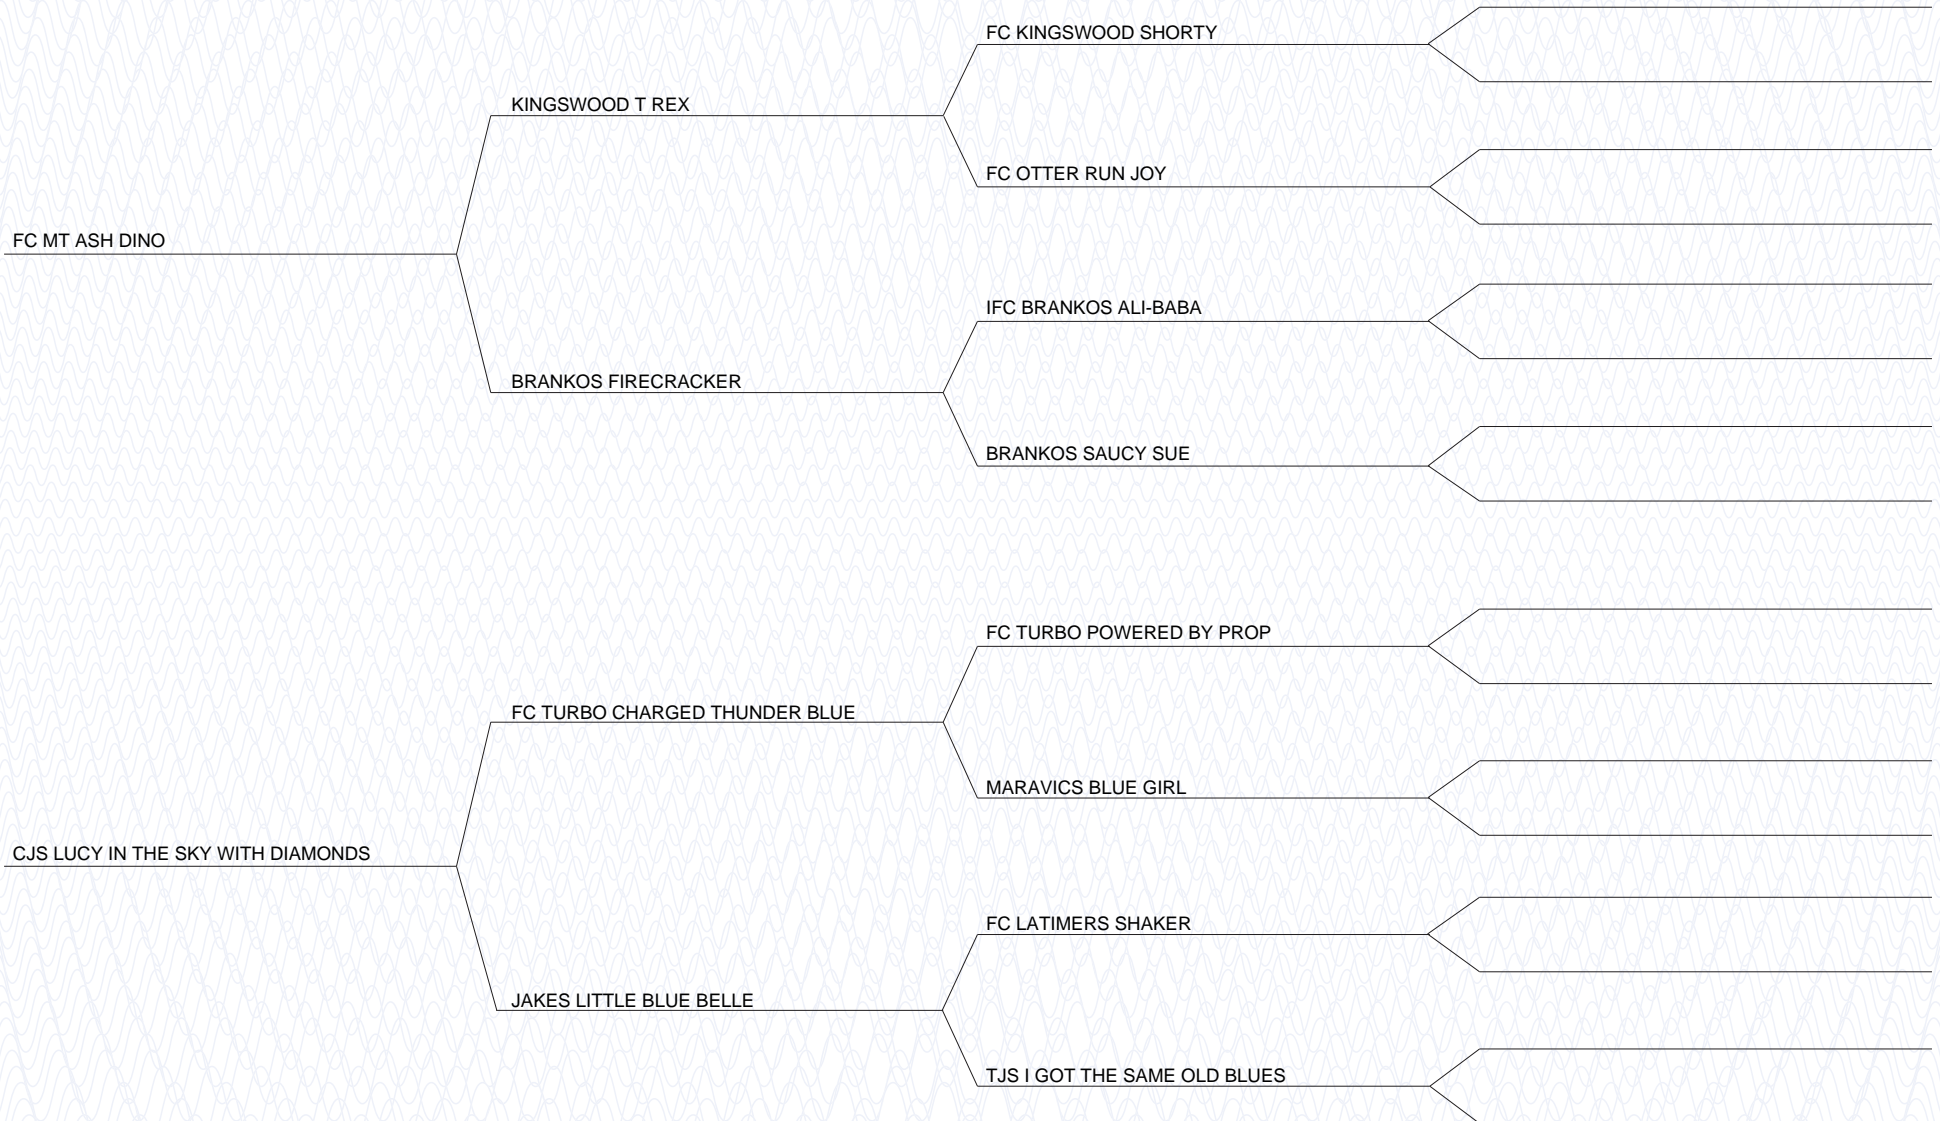 FC KINGSWOOD SHORTY
KINGSWOOD T REX
FC OTTER RUN JOY
FC MT ASH DINO
IFC BRANKOS ALI-BABA
BRANKOS FIRECRACKER
BRANKOS SAUCY SUE
FC TURBO POWERED BY PROP
FC TURBO CHARGED THUNDER BLUE
MARAVICS BLUE GIRL
CJS LUCY IN THE SKY WITH DIAMONDS
FC LATIMERS SHAKER
JAKES LITTLE BLUE BELLE
TJS I GOT THE SAME OLD BLUES